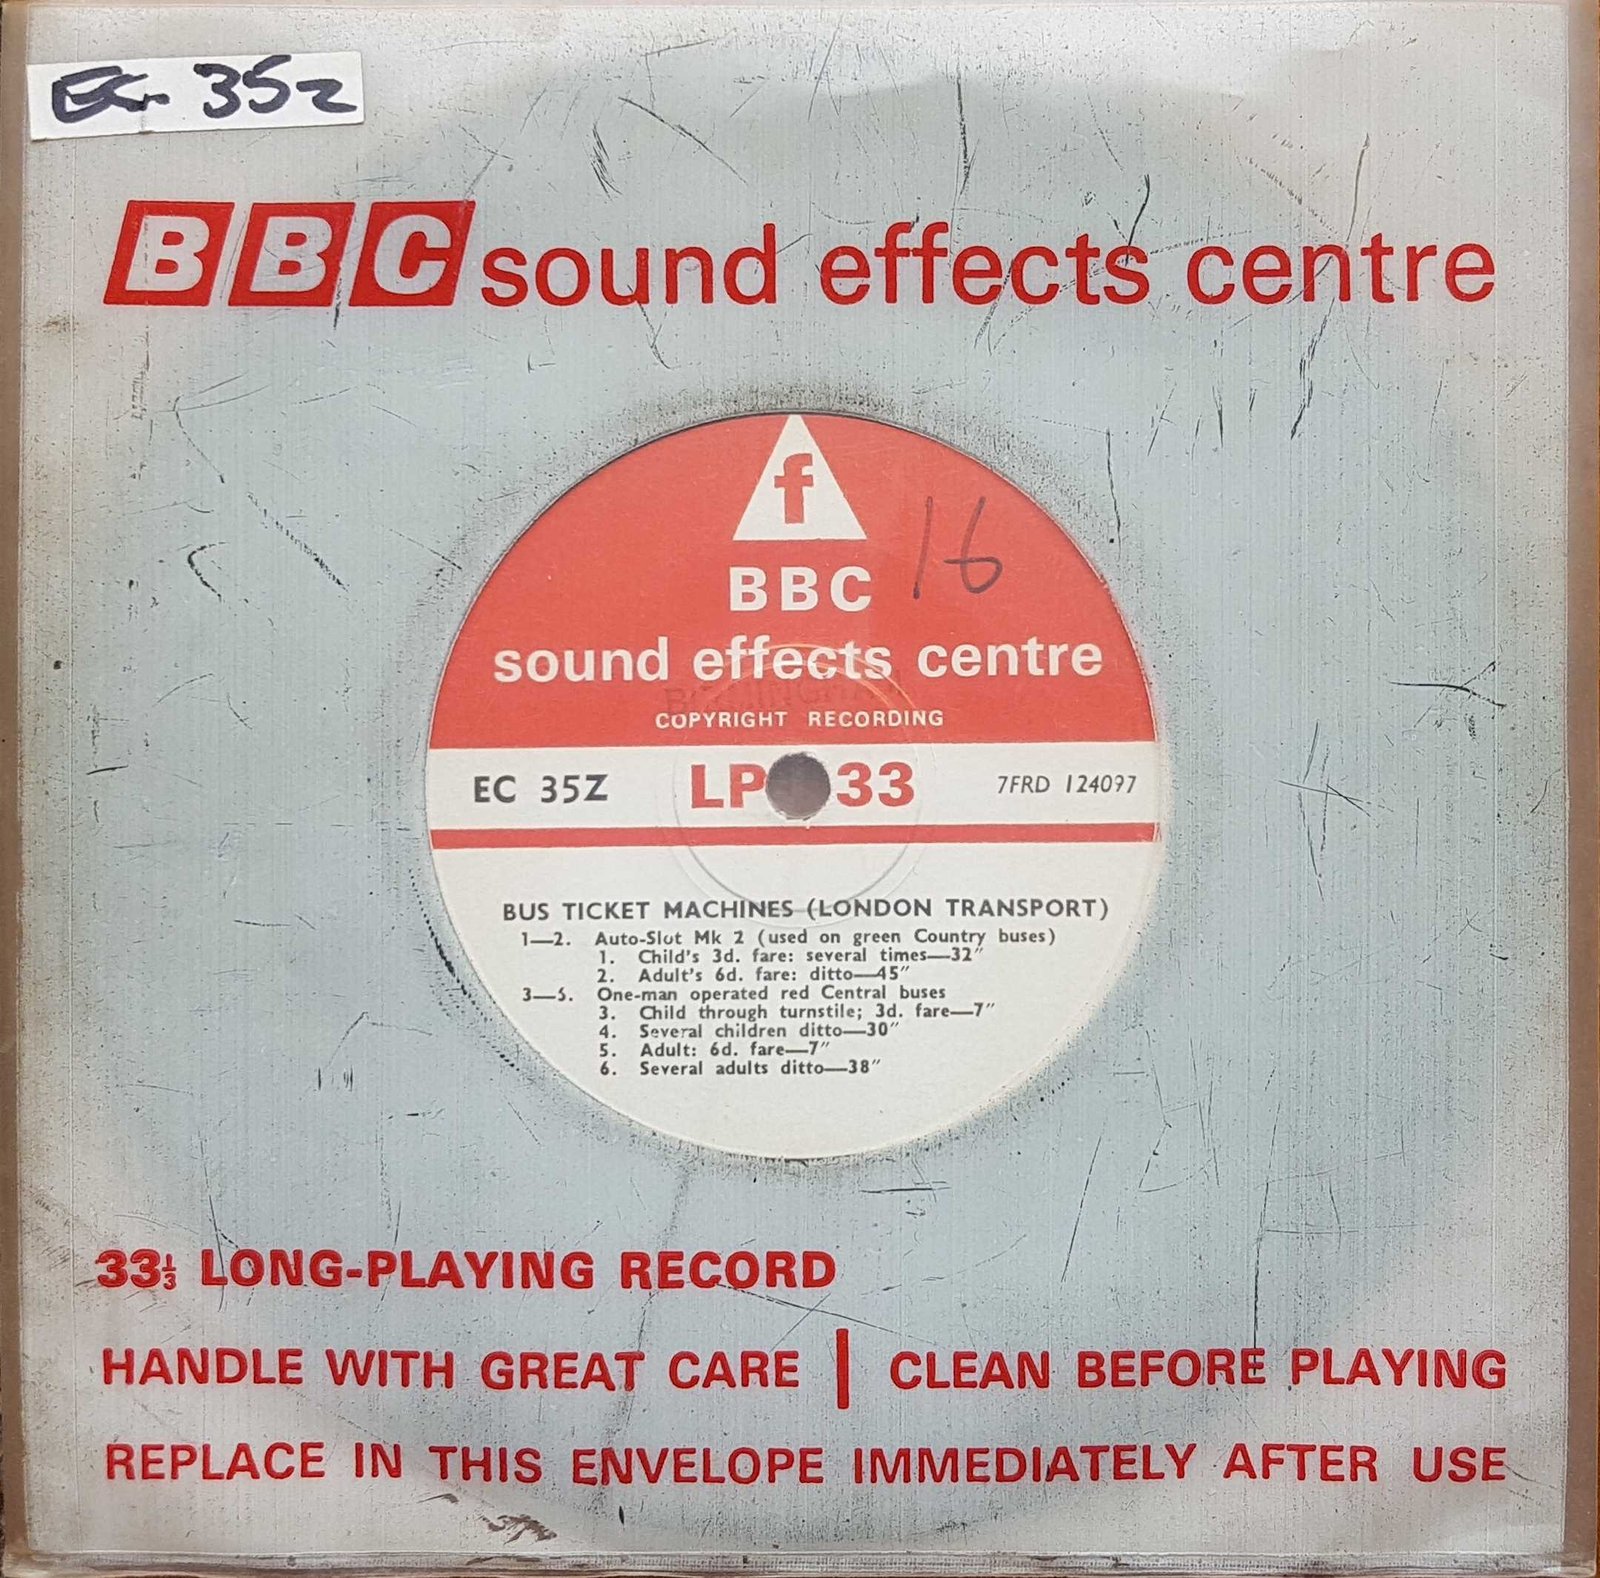 EC 35Z
BBC sound effects centre
f
16
BBC
sound effects centre
BIRMINGHAM
COPYRIGHT RECORDING
EC 35Z LP 33 7FRD 124097
BUS TICKET MACHINES (LONDON TRANSPORT)
1—2. Auto-Slot Mk 2 (used on green Country buses)
1. Child's 3d. fare: several times—32″
2. Adult's 6d. fare: ditto—45″
3—5. One-man operated red Central buses
3. Child through turnstile; 3d. fare—7″
4. Several children ditto—30″
5. Adult: 6d. fare—7″
6. Several adults ditto—38″
33⅓ LONG-PLAYING RECORD
HANDLE WITH GREAT CARE | CLEAN BEFORE PLAYING
REPLACE IN THIS ENVELOPE IMMEDIATELY AFTER USE